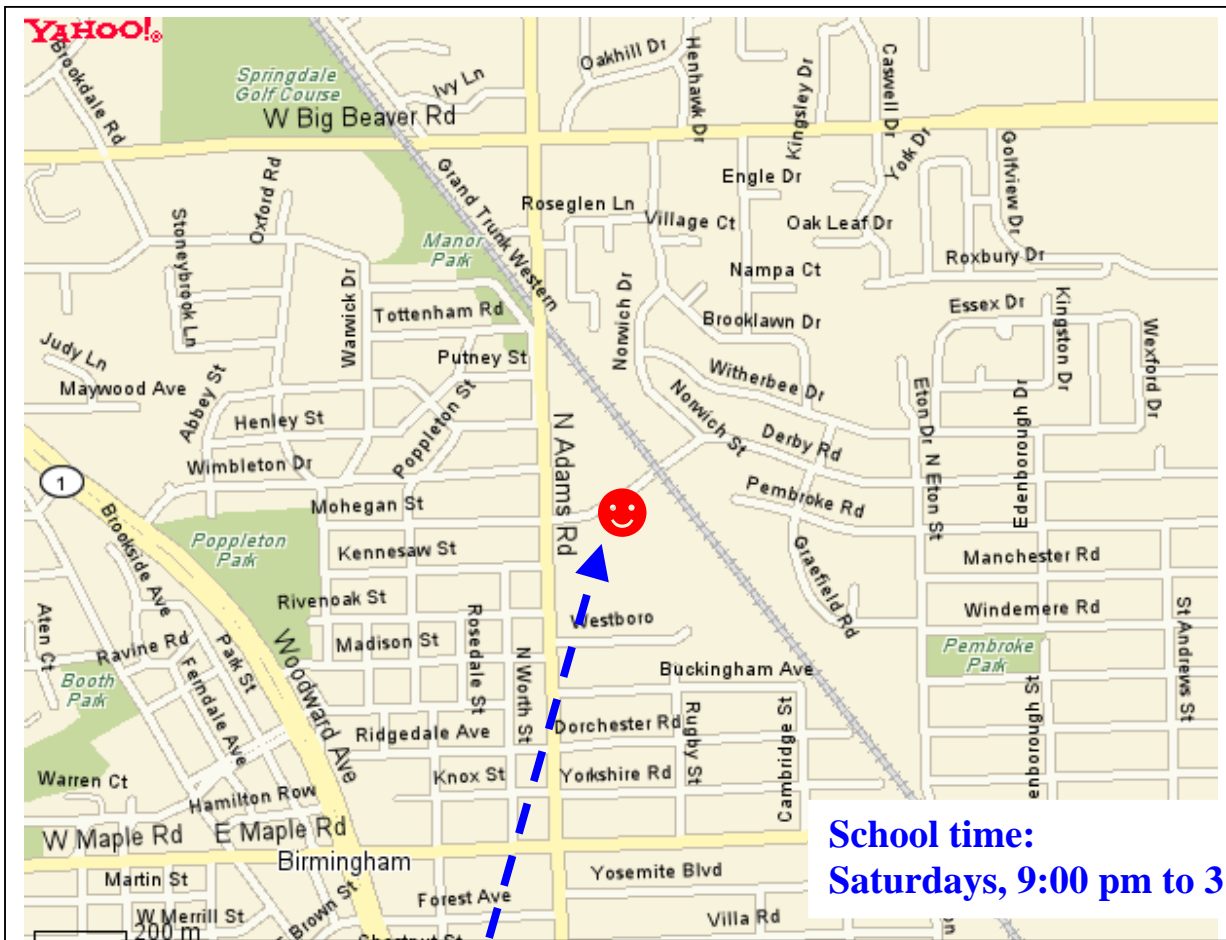 YAHOO!®
Brookdale Rd
Springdale
Golf Course
Ivy Ln
Oakhill Dr
Henhawk Dr
Kingsley Dr
Caswell Dr
W Big Beaver Rd
York Dr
Golfview Dr
Grand Trunk Western
Engle Dr
Oxford Rd
Stoneybrook Ln
Roseglen Ln
Village Ct
Oak Leaf Dr
Manor
Park
Warwick Dr
Norwich Dr
Nampa Ct
Roxbury Dr
Tottenham Rd
Brooklawn Dr
Essex Dr
Kingston Dr
Wexford Dr
Judy Ln
Maywood Ave
Putney St
Witherbee Dr
Abbey St
Henley St
Poppleton St
Norwich St
Derby Rd
Eton Dr
N Eton St
Edenborough Dr
Wimbleton Dr
N Adams Rd
1
Mohegan St
Pembroke Rd
Brookside Ave
Poppleton
Park
Kennesaw St
Graefield Rd
Manchester Rd
Rivenoak St
Aten Ct
Rosedale St
Westboro
Windemere Rd
St Andrews St
Ravine Rd
Park St
Woodward Ave
Madison St
N Worth St
Buckingham Ave
Pembroke
Park
Booth
Park
Ferndale Ave
Ridgedale Ave
Dorchester Rd
Rugby St
Cambridge St
enborough St
Warren Ct
Hamilton Row
Knox St
Yorkshire Rd
W Maple Rd
E Maple Rd
Birmingham
Yosemite Blvd
School time:
Saturdays, 9:00 pm to 3
Martin St
Brown St
Forest Ave
W Merrill St
Villa Rd
on
200 m
Chestnut St